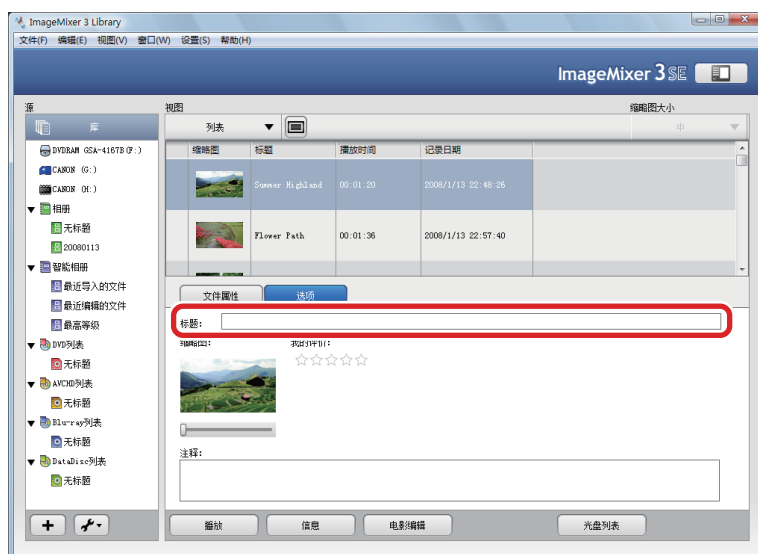 ImageMixer 3 Library
文件(F) 编辑(E) 视图(V) 窗口(W) 设置(S) 帮助(H)
ImageMixer 3 SE
源
视图
缩略图大小
库
列表
中
DVDRAM GSA-4167B(F:)
CANON (G:)
CANON (H:)
相册
无标题
20080113
智能相册
最近导入的文件
最近编辑的文件
最高等级
DVD列表
无标题
AVCHD列表
无标题
Blu-ray列表
无标题
DataDisc列表
无标题
缩略图 标题 播放时间 记录日期
Summer Highland 00:01:20 2008/1/13 22:48:26
Flower Path 00:01:36 2008/1/13 22:57:40
文件属性 选项
标题:
缩略图: 我的评价:
注释:
播放 信息 电影编辑 光盘列表